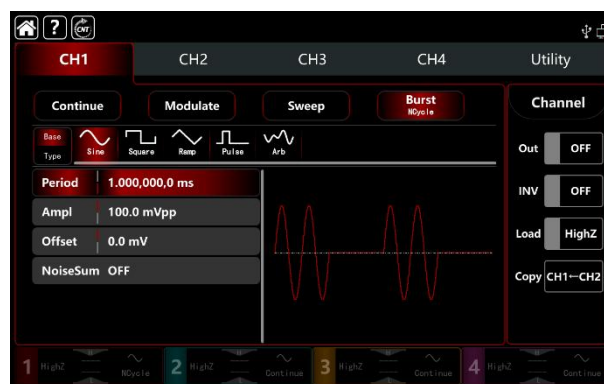 ? CNT
CH1 CH2 CH3 CH4 Utility
Continue Modulate Sweep Burst Channel
NCycle
Base
Type Sine Square Ramp Pulse Arb
Out OFF
Period 1.000,000,0 ms
INV OFF
Ampl 100.0 mVpp
Offset 0.0 mV
Load HighZ
NoiseSum OFF
Copy CH1←CH2
1 HighZ NCycle 2 HighZ Continue 3 HighZ Continue 4 HighZ Continue